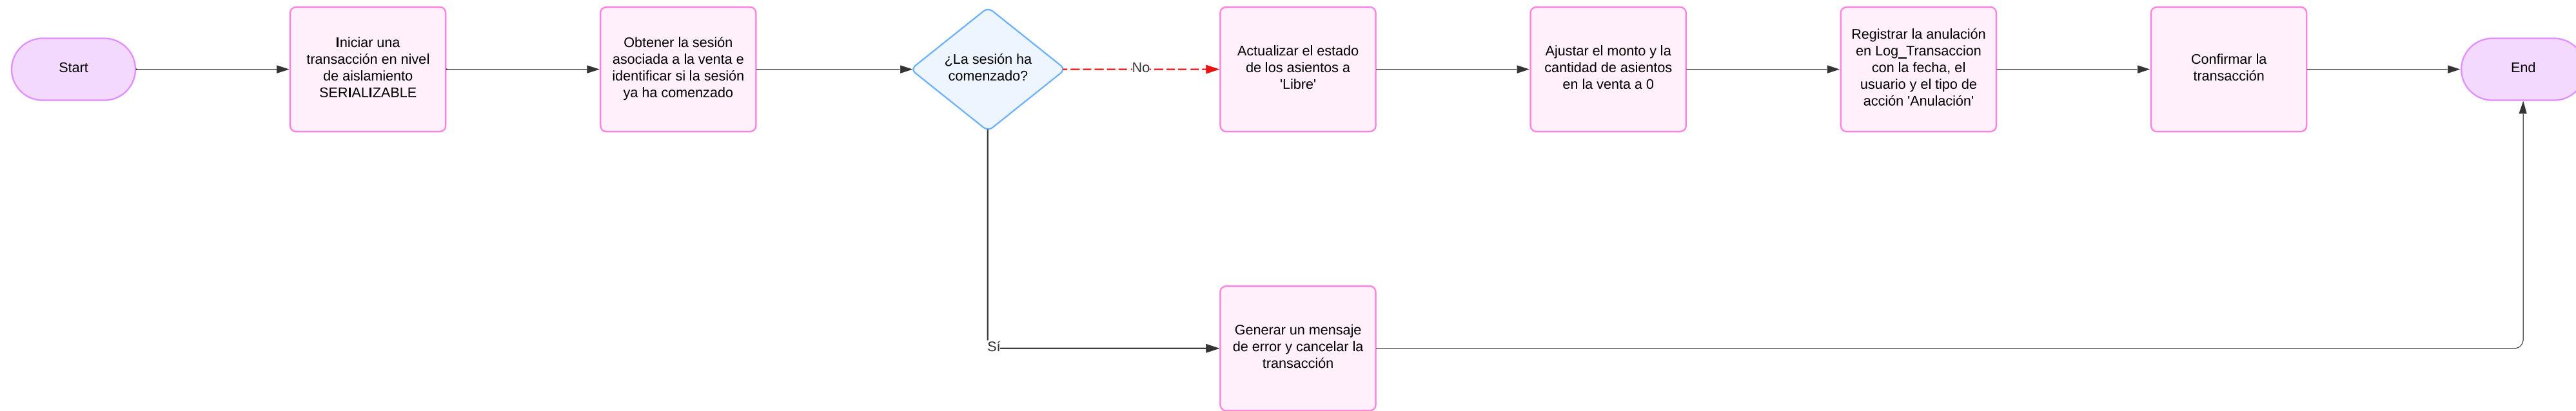 Start
Iniciar una
transacción en nivel
de aislamiento
SERIALIZABLE
Obtener la sesión
asociada a la venta e
identificar si la sesión
ya ha comenzado
¿La sesión ha
comenzado?
No
Actualizar el estado
de los asientos a
'Libre'
Ajustar el monto y la
cantidad de asientos
en la venta a 0
Registrar la anulación
en Log_Transaccion
con la fecha, el
usuario y el tipo de
acción 'Anulación'
Confirmar la
transacción
End
Sí
Generar un mensaje
de error y cancelar la
transacción